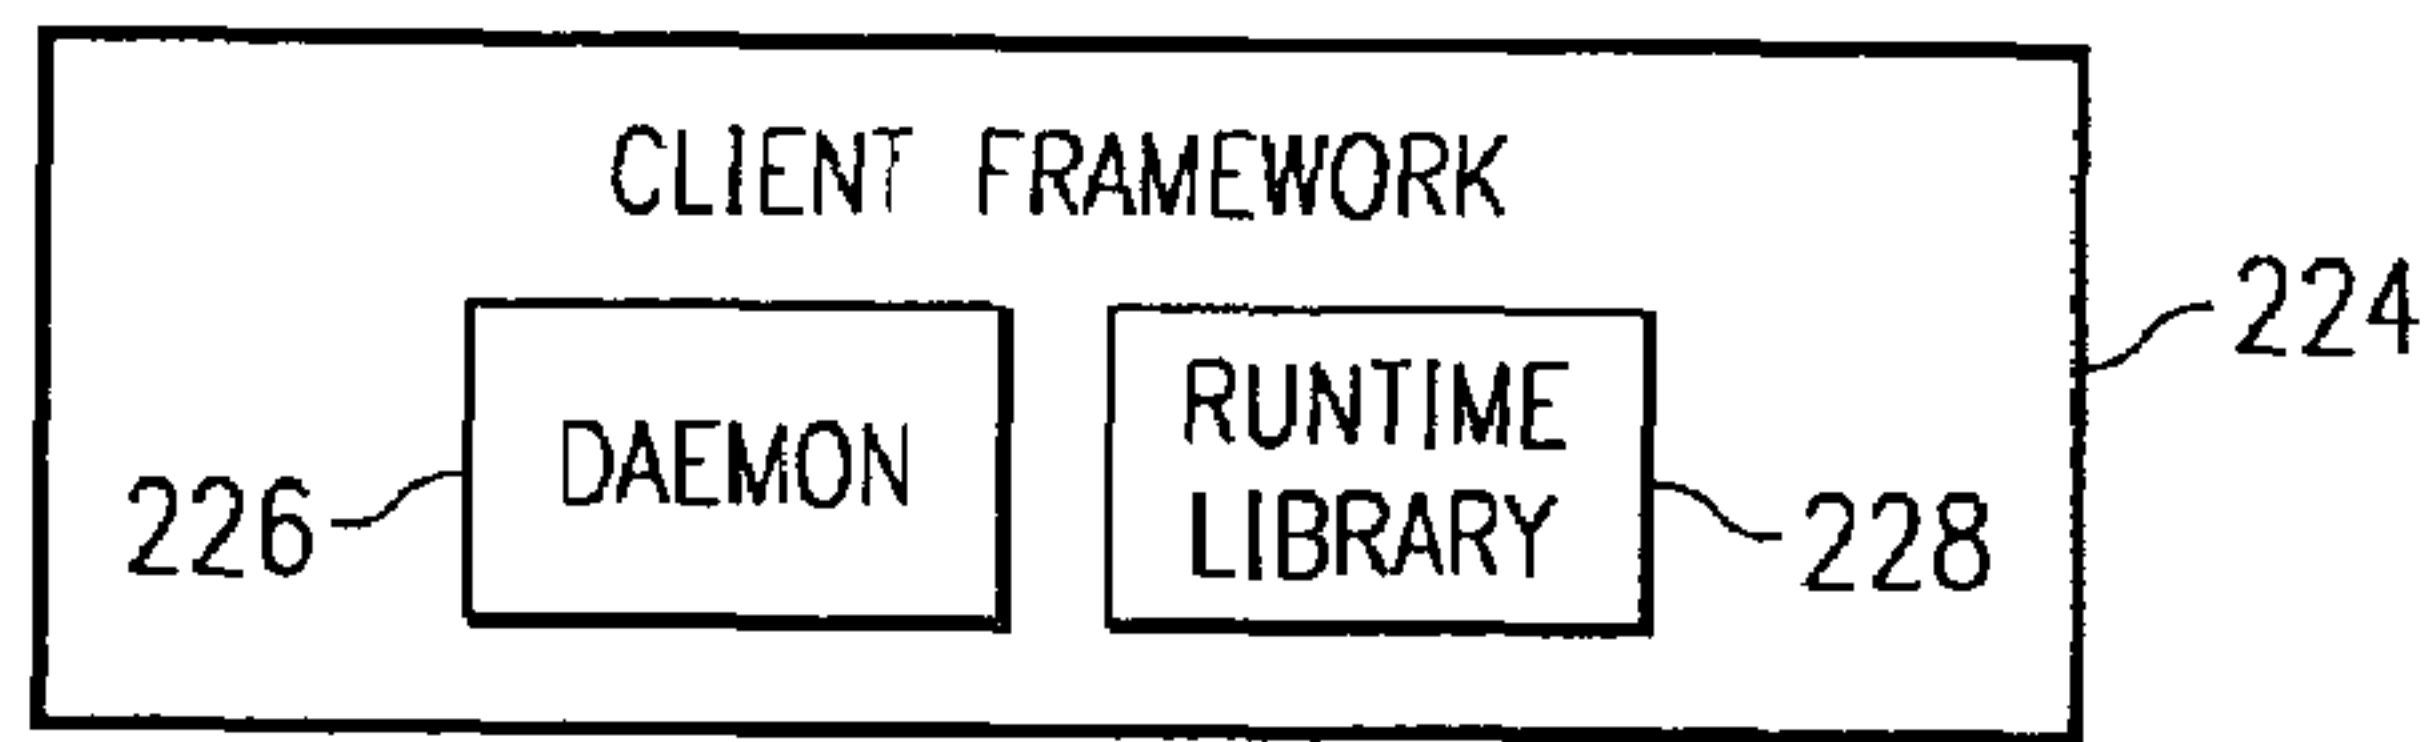 CLIENT FRAMEWORK
224
DAEMON
RUNTIME
LIBRARY
226
228